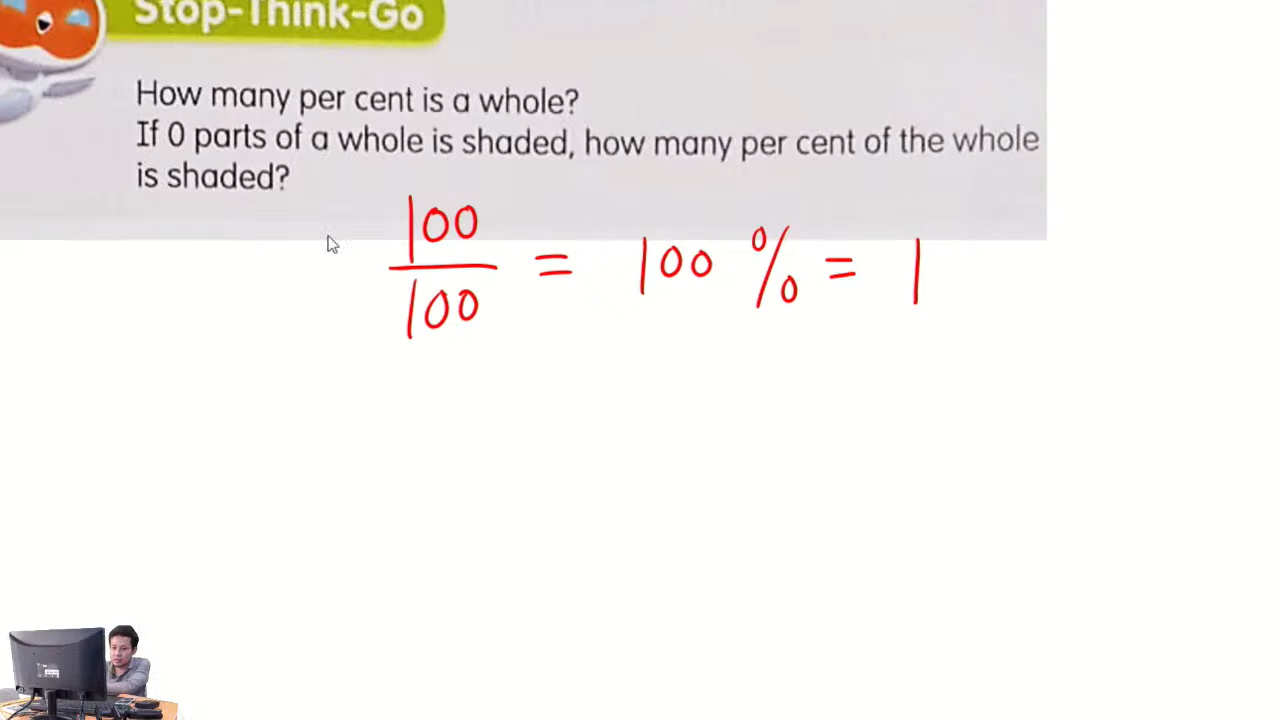 Stop-Think-Go
How many per cent is a whole?
If 0 parts of a whole is shaded, how many per cent of the whole
is shaded?
100/100 = 100 % = 1